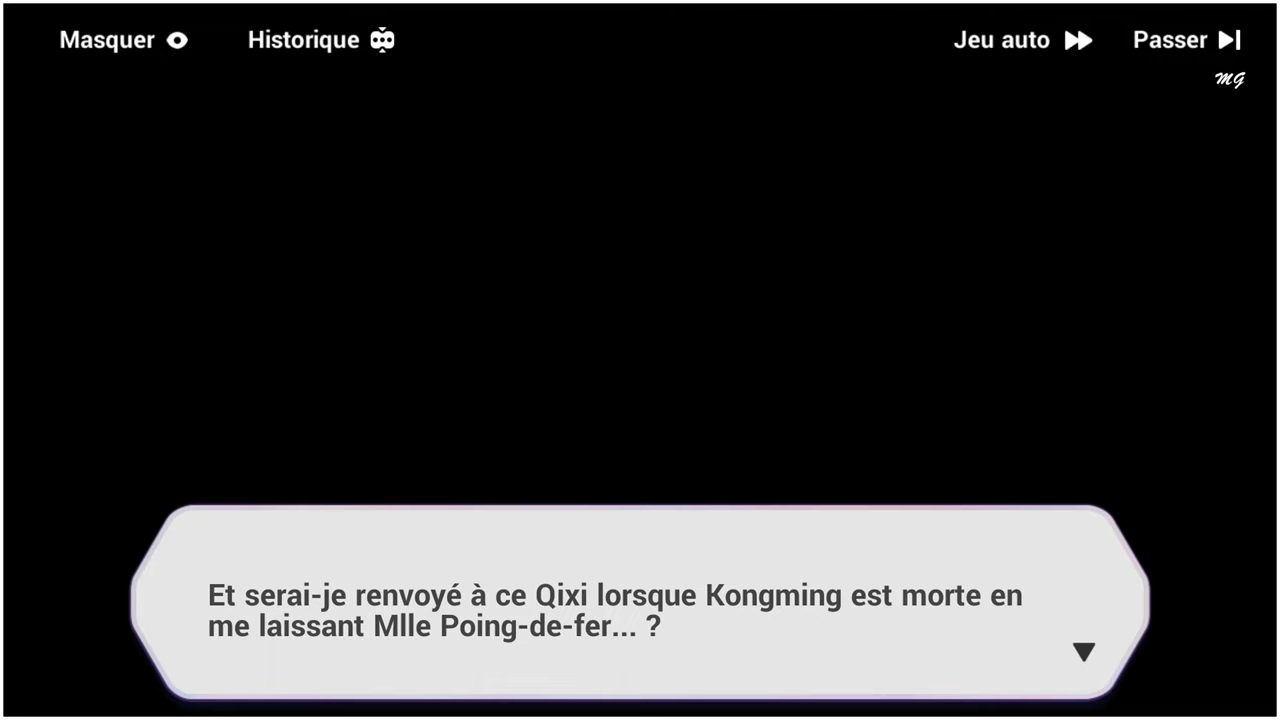 Masquer Historique Jeu auto Passer
MG
Et serai-je renvoyé à ce Qixi lorsque Kongming est morte en
me laissant Mlle Poing-de-fer... ?